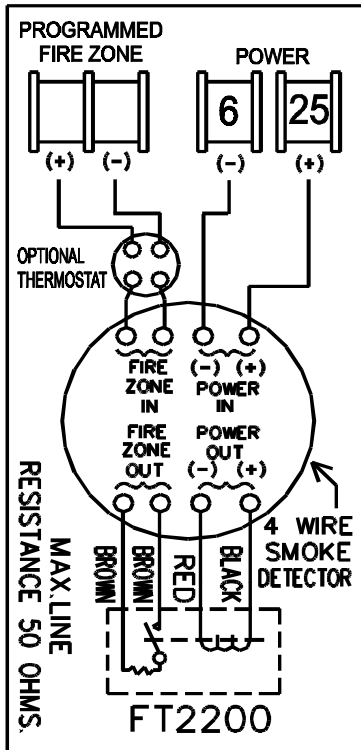 PROGRAMMED
FIRE ZONE
POWER
6
25
(+)
(-)
(-)
(+)
OPTIONAL
THERMOSTAT
FIRE
ZONE
IN
(-) (+)
POWER
IN
FIRE
ZONE
OUT
POWER
OUT
(-) (+)
4 WIRE
SMOKE
DETECTOR
BROWN
BROWN
RED
BLACK
MAX. LINE
RESISTANCE 50 OHMS.
FT2200